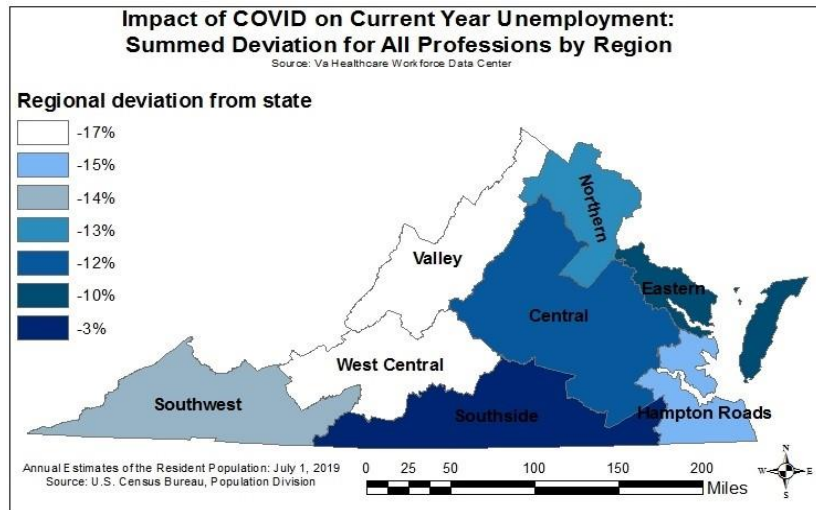 Impact of COVID on Current Year Unemployment:
Summed Deviation for All Professions by Region
Source: Va Healthcare Workforce Data Center
Regional deviation from state
-17%
-15%
-14%
-13%
-12%
-10%
-3%
Northern
Valley
Eastern
Central
West Central
Southwest
Southside
Hampton Roads
Annual Estimates of the Resident Population: July 1, 2019
Source: U.S. Census Bureau, Population Division
0 25 50 100 150 200
Miles
N
W E
S